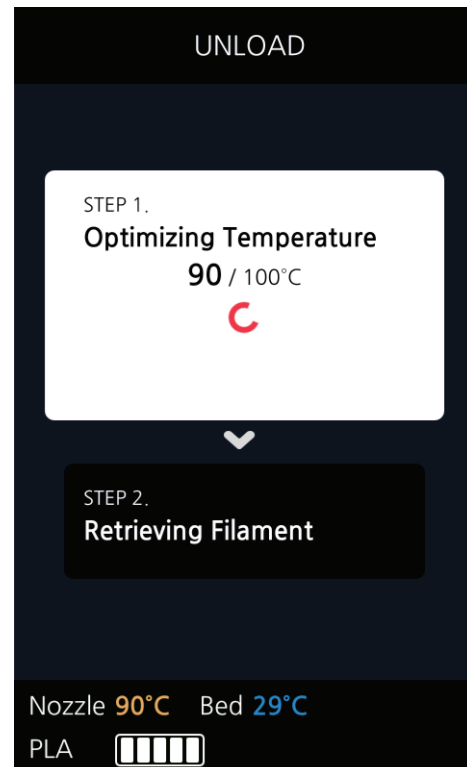 UNLOAD
STEP 1.
Optimizing Temperature
90 / 100°C
STEP 2.
Retrieving Filament
Nozzle 90°C Bed 29°C
PLA